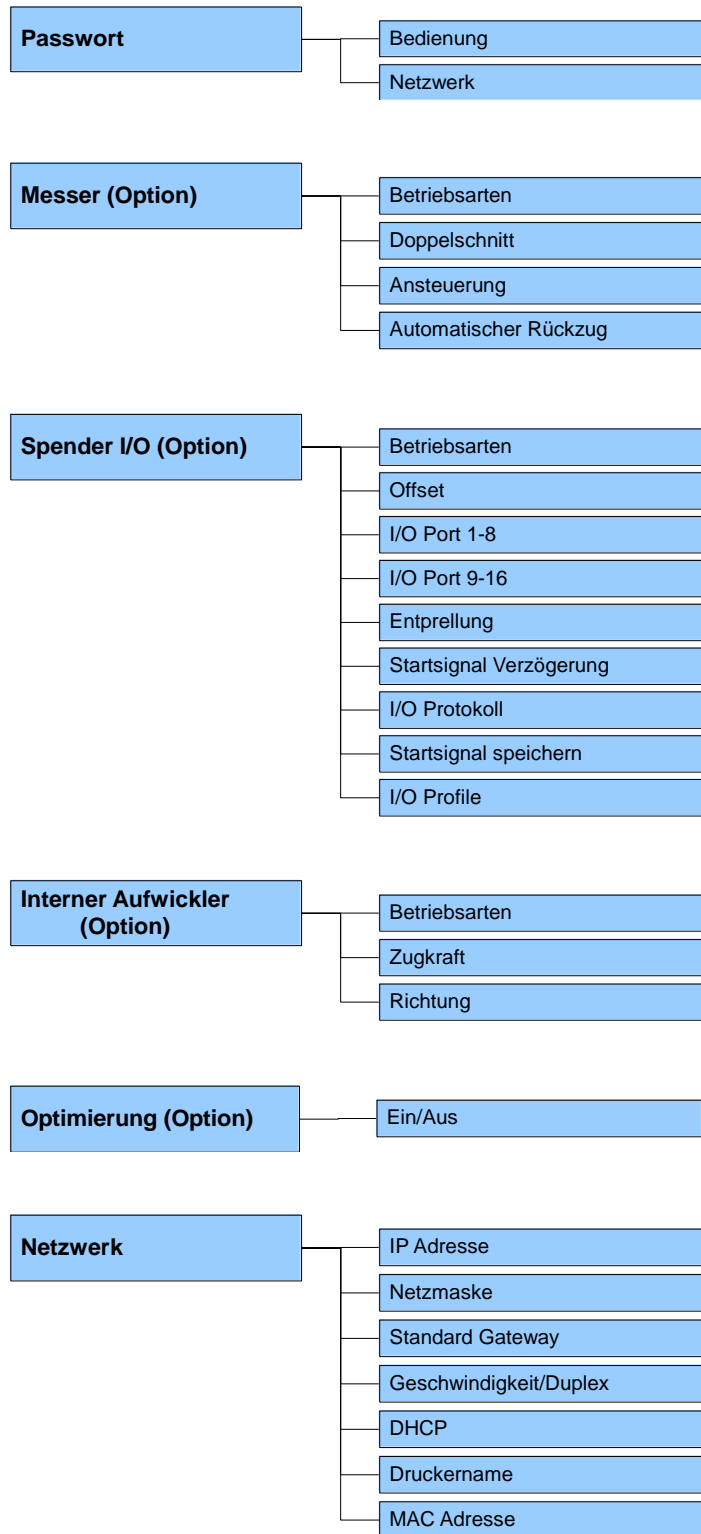 Passwort
Bedienung
Netzwerk
Messer (Option)
Betriebsarten
Doppelschnitt
Ansteuerung
Automatischer Rückzug
Spender I/O (Option)
Betriebsarten
Offset
I/O Port 1-8
I/O Port 9-16
Entprellung
Startsignal Verzögerung
I/O Protokoll
Startsignal speichern
I/O Profile
Interner Aufwickler
(Option)
Betriebsarten
Zugkraft
Richtung
Optimierung (Option)
Ein/Aus
Netzwerk
IP Adresse
Netzmaske
Standard Gateway
Geschwindigkeit/Duplex
DHCP
Druckername
MAC Adresse